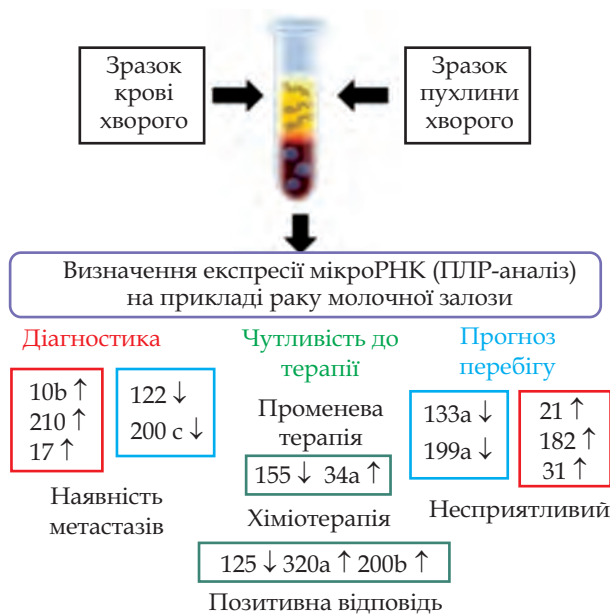 Зразок
крові
хворого
Зразок
пухлини
хворого
Визначення експресії мікроРНК (ПЛР-аналіз)
на прикладі раку молочної залози
Діагностика
10b ↑
210 ↑
17 ↑
122 ↓
200 c ↓
Наявність
метастазів
Чутливість до
терапії
Променева
терапія
155 ↓ 34a ↑
Хіміотерапія
125 ↓ 320a ↑ 200b ↑
Позитивна відповідь
Прогноз
перебігу
133a ↓
199a ↓
21 ↑
182 ↑
31 ↑
Несприятливий